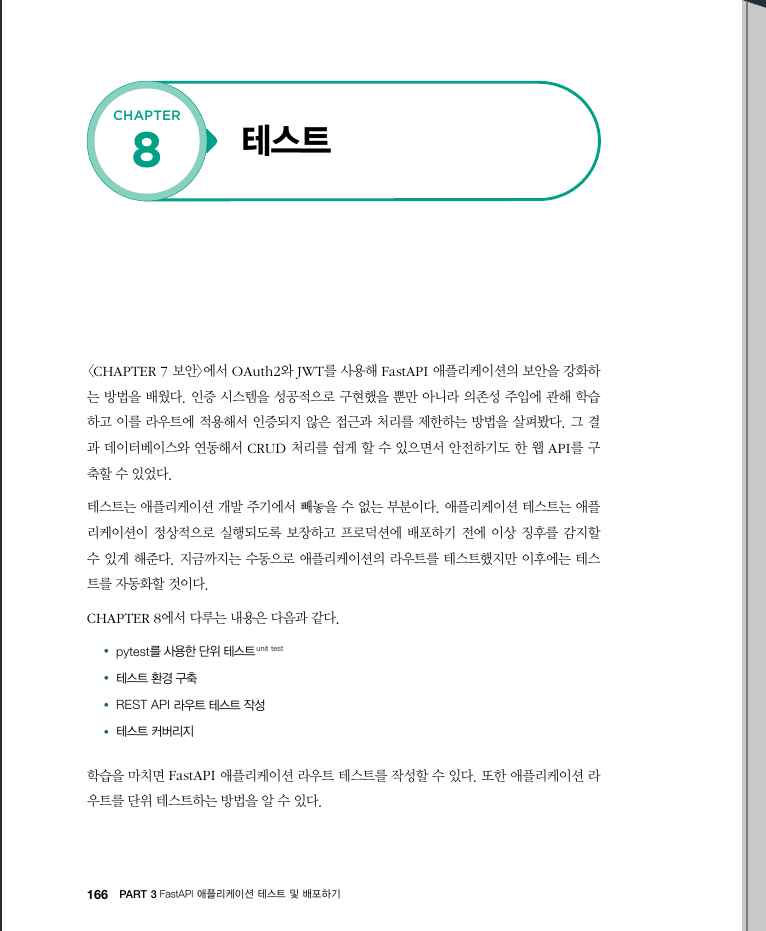 CHAPTER
8
테스트
〈CHAPTER 7 보안〉에서 OAuth2와 JWT를 사용해 FastAPI 애플리케이션의 보안을 강화하
는 방법을 배웠다. 인증 시스템을 성공적으로 구현했을 뿐만 아니라 의존성 주입에 관해 학습
하고 이를 라우트에 적용해서 인증되지 않은 접근과 처리를 제한하는 방법을 살펴봤다. 그 결
과 데이터베이스와 연동해서 CRUD 처리를 쉽게 할 수 있으면서 안전하기도 한 웹 API를 구
축할 수 있었다.
테스트는 애플리케이션 개발 주기에서 빼놓을 수 없는 부분이다. 애플리케이션 테스트는 애플
리케이션이 정상적으로 실행되도록 보장하고 프로덕션에 배포하기 전에 이상 징후를 감지할
수 있게 해준다. 지금까지는 수동으로 애플리케이션의 라우트를 테스트했지만 이후에는 테스
트를 자동화할 것이다.
CHAPTER 8에서 다루는 내용은 다음과 같다.
• pytest를 사용한 단위 테스트unit test
• 테스트 환경 구축
• REST API 라우트 테스트 작성
• 테스트 커버리지
학습을 마치면 FastAPI 애플리케이션 라우트 테스트를 작성할 수 있다. 또한 애플리케이션 라
우트를 단위 테스트하는 방법을 알 수 있다.
166 PART 3 FastAPI 애플리케이션 테스트 및 배포하기